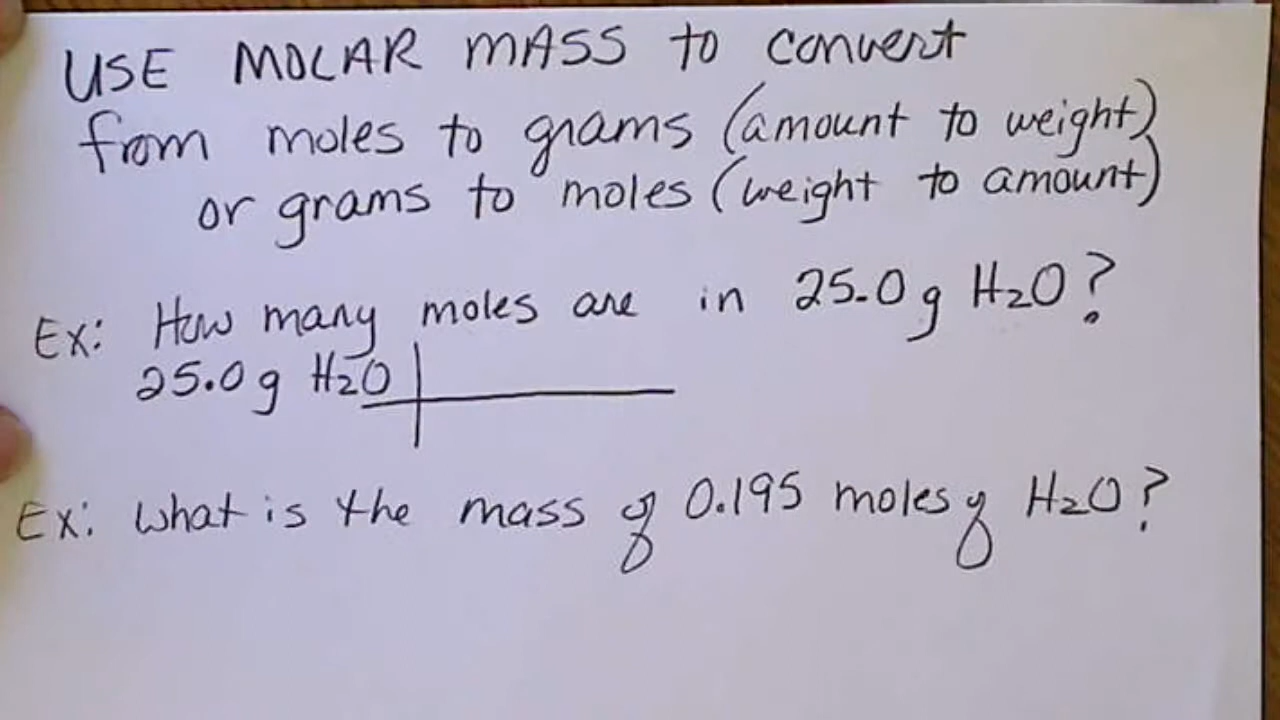 USE MOLAR MASS to convert
from moles to grams (amount to weight)
or grams to moles (weight to amount)
Ex: How many moles are in 25.0 g H₂O?
25.0 g H₂O
Ex: What is the mass of 0.195 moles of H₂O?